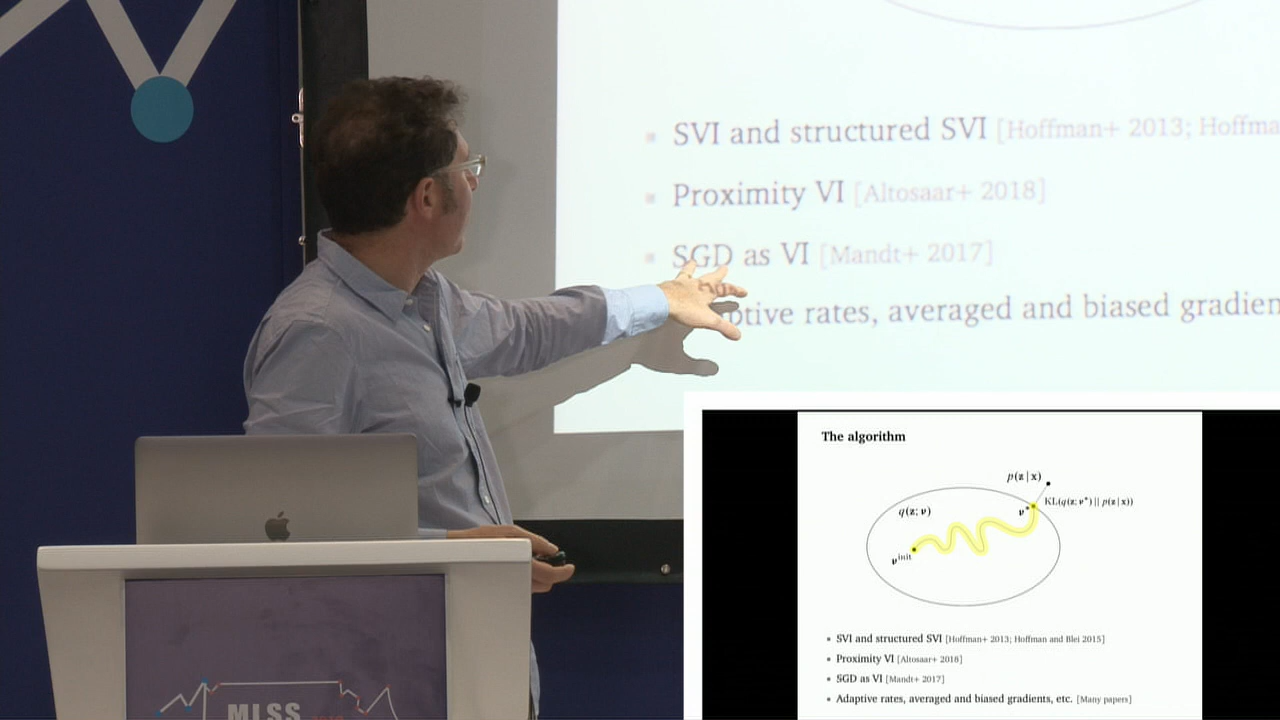 SVI and structured SVI [Hoffman+ 2013; Hoffma
Proximity VI [Altosaar+ 2018]
SGD as VI [Mandt+ 2017]
ptive rates, averaged and biased gradien
The algorithm
p(z | x)
KL(q(z; ν*) || p(z | x))
q(z; ν)
ν*
ν^init
SVI and structured SVI [Hoffman+ 2013; Hoffman and Blei 2015]
Proximity VI [Altosaar+ 2018]
SGD as VI [Mandt+ 2017]
Adaptive rates, averaged and biased gradients, etc. [Many papers]
MLSS